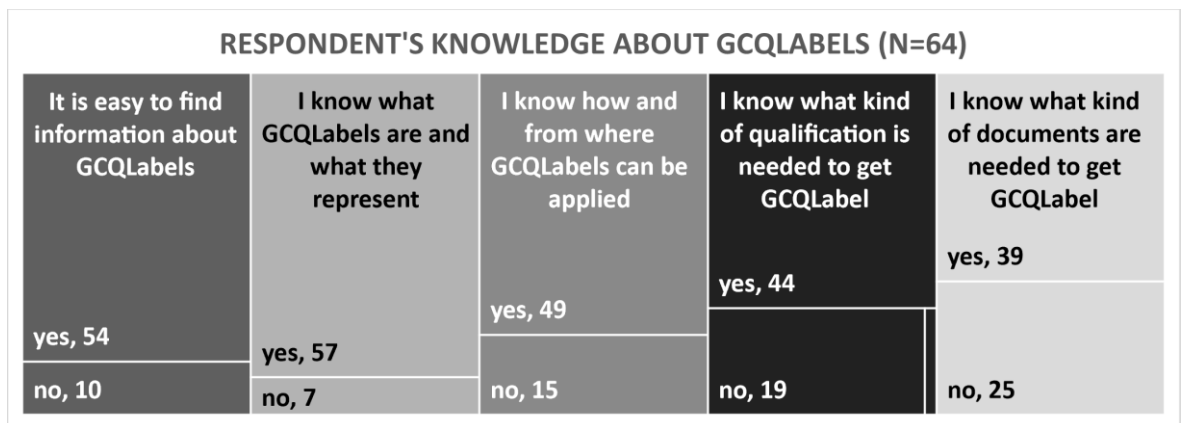 RESPONDENT'S KNOWLEDGE ABOUT GCQLABELS (N=64)
It is easy to find
information about
GCQLabels
yes, 54
no, 10
I know what
GCQLabels are and
what they
represent
yes, 57
no, 7
I know how and
from where
GCQLabels can be
applied
yes, 49
no, 15
I know what kind
of qualification is
needed to get
GCQLabel
yes, 44
no, 19
I know what kind
of documents are
needed to get
GCQLabel
yes, 39
no, 25